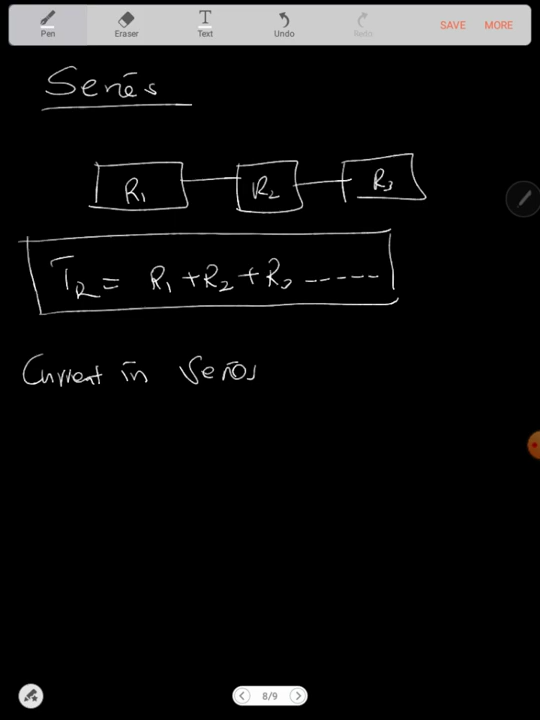 Pen Eraser Text Undo Redo SAVE MORE
Series
R1 R2 R3
TR = R1 + R2 + R3 -----
Current in Series
8/9